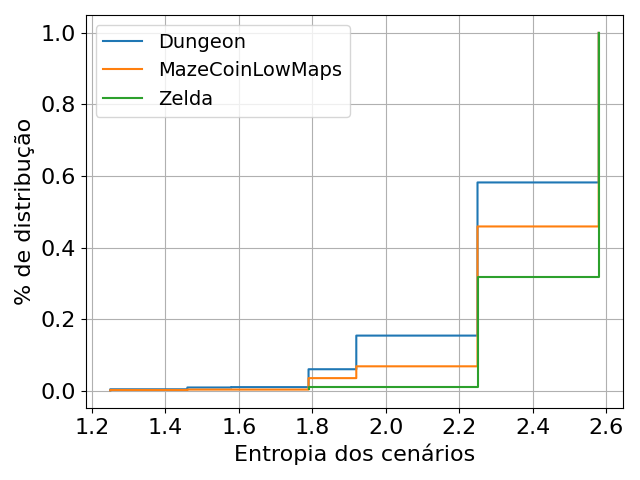 1.0
0.8
0.6
0.4
0.2
0.0
% de distribução
Dungeon
MazeCoinLowMaps
Zelda
1.2 1.4 1.6 1.8 2.0 2.2 2.4 2.6
Entropia dos cenários